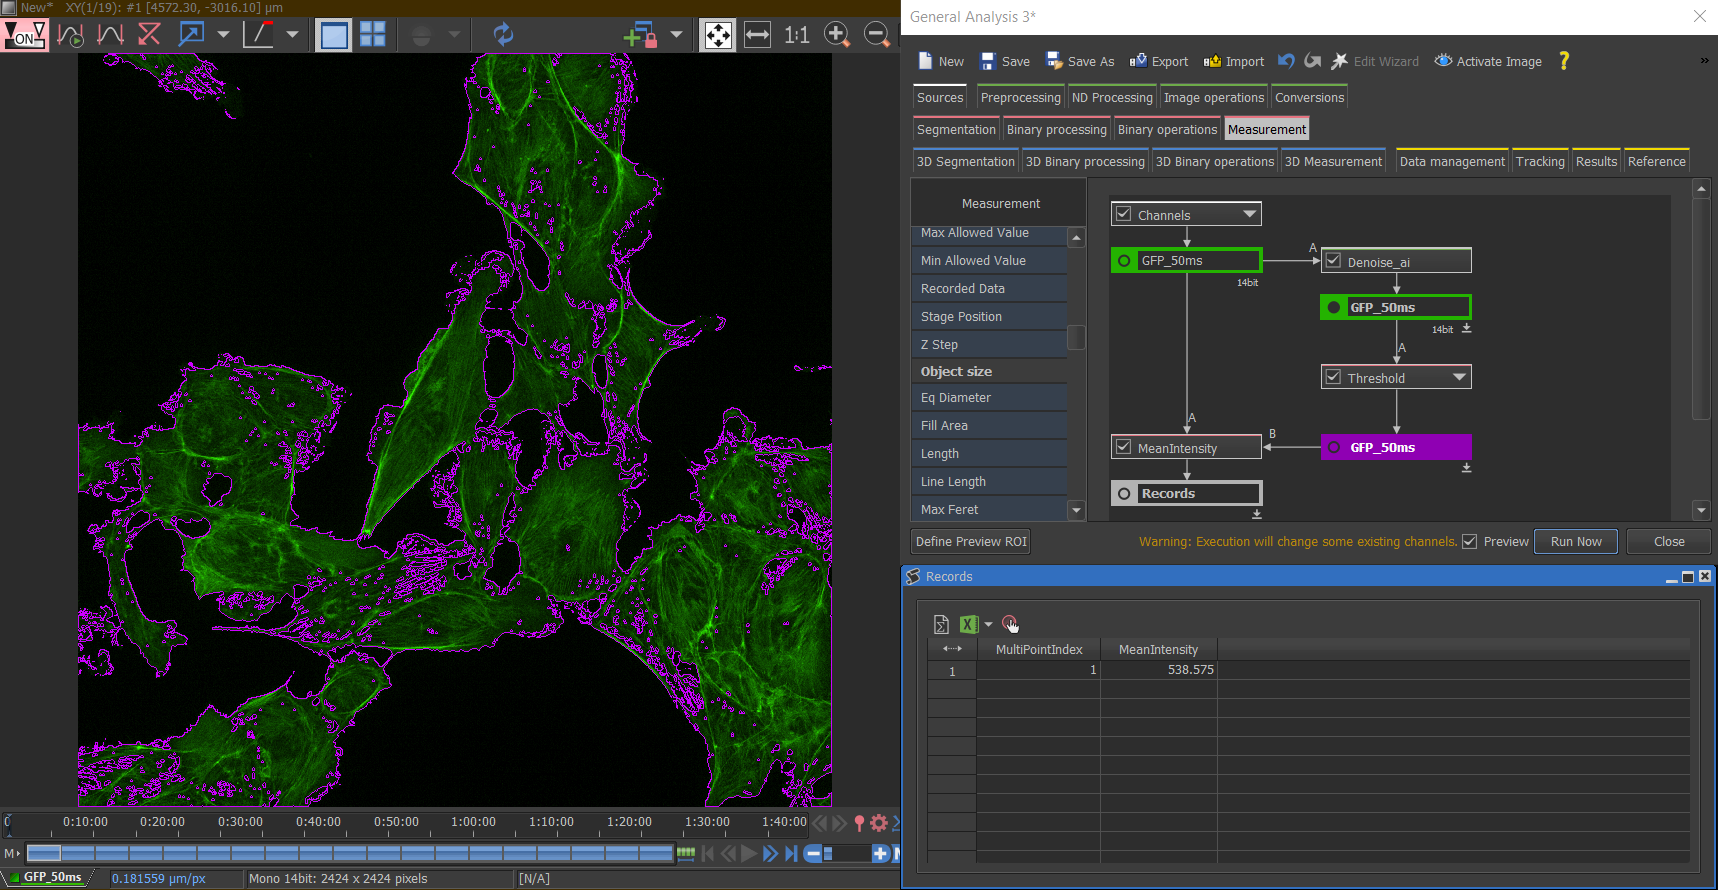 New*   XY(1/19): #1 [4572.30, -3016.10] µm
ON
1:1
General Analysis 3*
New   Save   Save As   Export   Import   Edit Wizard   Activate Image   ?   »
Sources   Preprocessing   ND Processing   Image operations   Conversions
Segmentation   Binary processing   Binary operations   Measurement
3D Segmentation   3D Binary processing   3D Binary operations   3D Measurement   Data management   Tracking   Results   Reference
Measurement
Max Allowed Value
Min Allowed Value
Recorded Data
Stage Position
Z Step
Object size
Eq Diameter
Fill Area
Length
Line Length
Max Feret
Channels
GFP_50ms
14bit
A
Denoise_ai
GFP_50ms
14bit
A
Threshold
A
MeanIntensity
B
GFP_50ms
Records
Define Preview ROI   Warning: Execution will change some existing channels.   Preview   Run Now   Close
Records
MultiPointIndex   MeanIntensity
1   1   538.575
0   0:10:00   0:20:00   0:30:00   0:40:00   0:50:00   1:00:00   1:10:00   1:20:00   1:30:00   1:40:00
M
GFP_50ms   0.181559 µm/px   Mono 14bit: 2424 x 2424 pixels   [N/A]